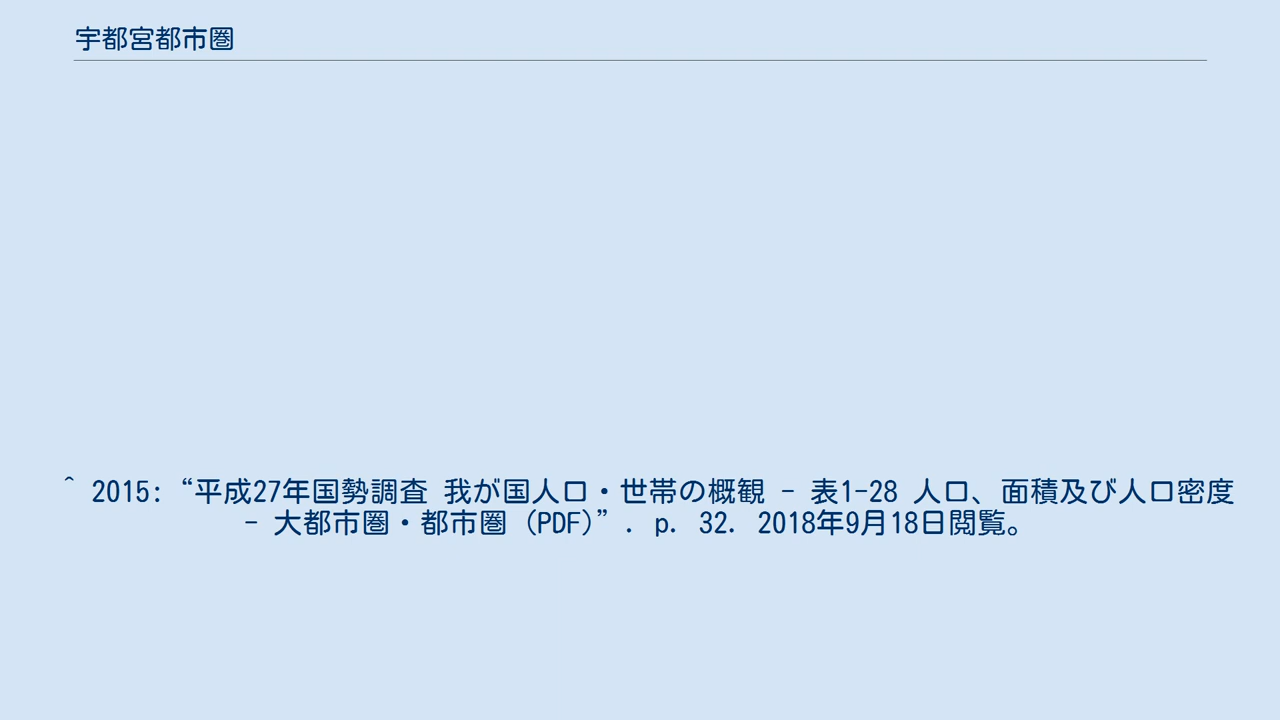 宇都宮都市圏
^ 2015: “平成27年国勢調査 我が国人口・世帯の概観 - 表1-28 人口、面積及び人口密度
- 大都市圏・都市圏 (PDF)”. p. 32. 2018年9月18日閲覧。